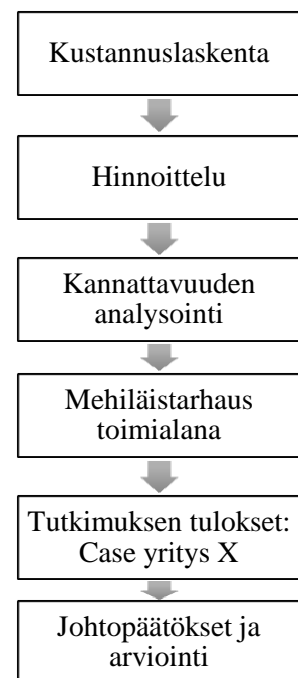 Kustannuslaskenta
Hinnoittelu
Kannattavuuden
analysointi
Mehiläistarhaus
toimialana
Tutkimuksen tulokset:
Case yritys X
Johtopäätökset ja
arviointi